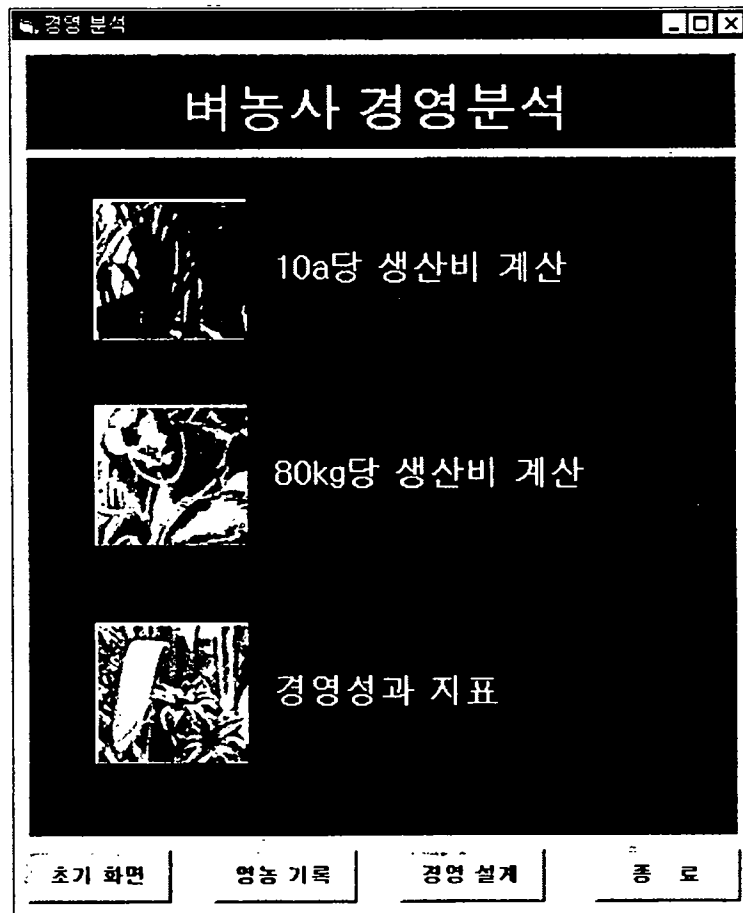 경영 분석
벼농사 경영분석
10a당 생산비 계산
80kg당 생산비 계산
경영성과 지표
초기 화면 영농 기록 경영 설계 종 료